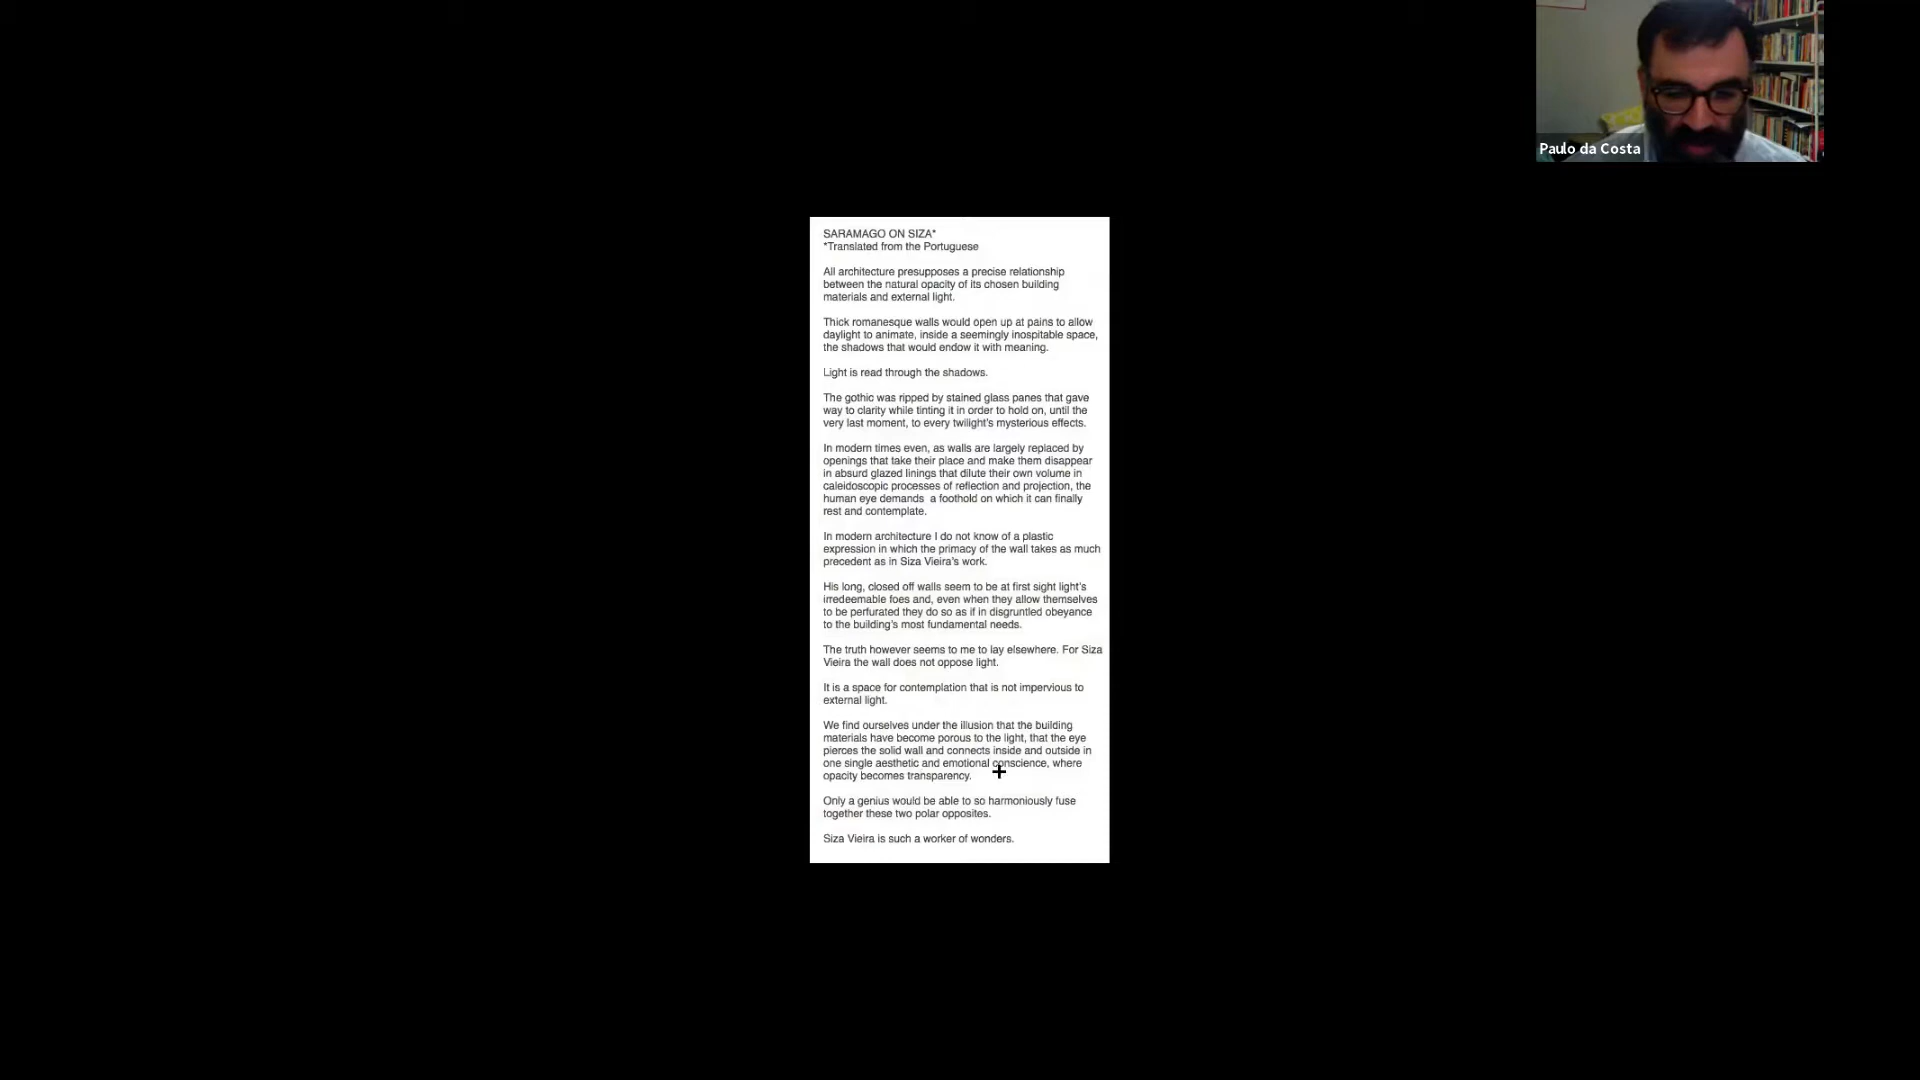 Paulo da Costa
SARAMAGO ON SIZA*
*Translated from the Portuguese
All architecture presupposes a precise relationship
between the natural opacity of its chosen building
materials and external light.
Thick romanesque walls would open up at pains to allow
daylight to animate, inside a seemingly inospitable space,
the shadows that would endow it with meaning.
Light is read through the shadows.
The gothic was ripped by stained glass panes that gave
way to clarity while tinting it in order to hold on, until the
very last moment, to every twilight's mysterious effects.
In modern times even, as walls are largely replaced by
openings that take their place and make them disappear
in absurd glazed linings that dilute their own volume in
caleidoscopic processes of reflection and projection, the
human eye demands a foothold on which it can finally
rest and contemplate.
In modern architecture I do not know of a plastic
expression in which the primacy of the wall takes as much
precedent as in Siza Vieira's work.
His long, closed off walls seem to be at first sight light's
irredeemable foes and, even when they allow themselves
to be perfurated they do so as if in disgruntled obeyance
to the building's most fundamental needs.
The truth however seems to me to lay elsewhere. For Siza
Vieira the wall does not oppose light.
It is a space for contemplation that is not impervious to
external light.
We find ourselves under the illusion that the building
materials have become porous to the light, that the eye
pierces the solid wall and connects inside and outside in
one single aesthetic and emotional conscience, where
opacity becomes transparency.
Only a genius would be able to so harmoniously fuse
together these two polar opposites.
Siza Vieira is such a worker of wonders.